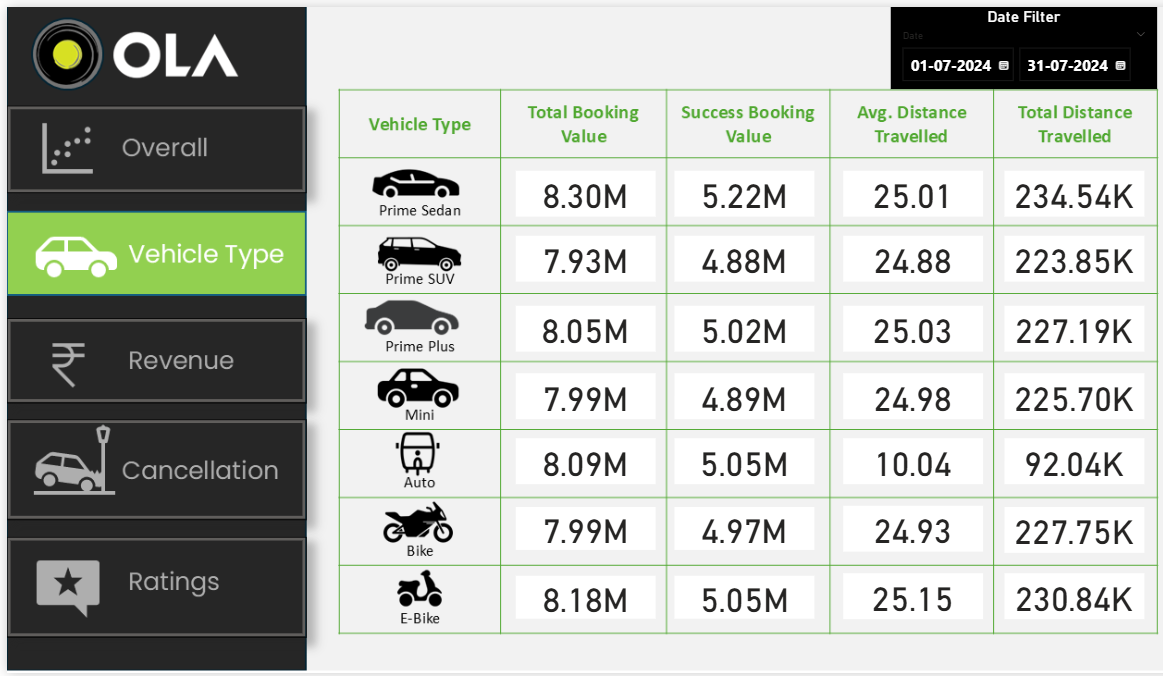 OLA
Date Filter
Date
01-07-2024
31-07-2024
Overall
Vehicle Type
Revenue
Cancellation
Ratings
Vehicle Type
Total Booking
Value
Success Booking
Value
Avg. Distance
Travelled
Total Distance
Travelled
Prime Sedan
8.30M
5.22M
25.01
234.54K
Prime SUV
7.93M
4.88M
24.88
223.85K
Prime Plus
8.05M
5.02M
25.03
227.19K
Mini
7.99M
4.89M
24.98
225.70K
Auto
8.09M
5.05M
10.04
92.04K
Bike
7.99M
4.97M
24.93
227.75K
E-Bike
8.18M
5.05M
25.15
230.84K